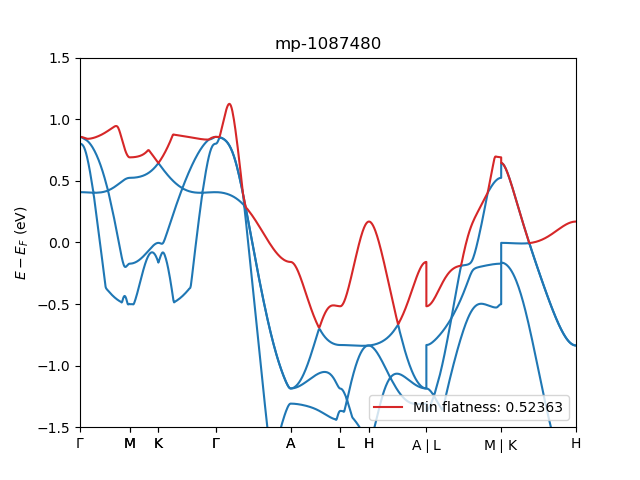 mp-1087480
1.5
1.0
0.5
0.0
−0.5
−1.0
−1.5
E − E_F (eV)
Min flatness: 0.52363
Γ M K Γ A L H A | L M | K H